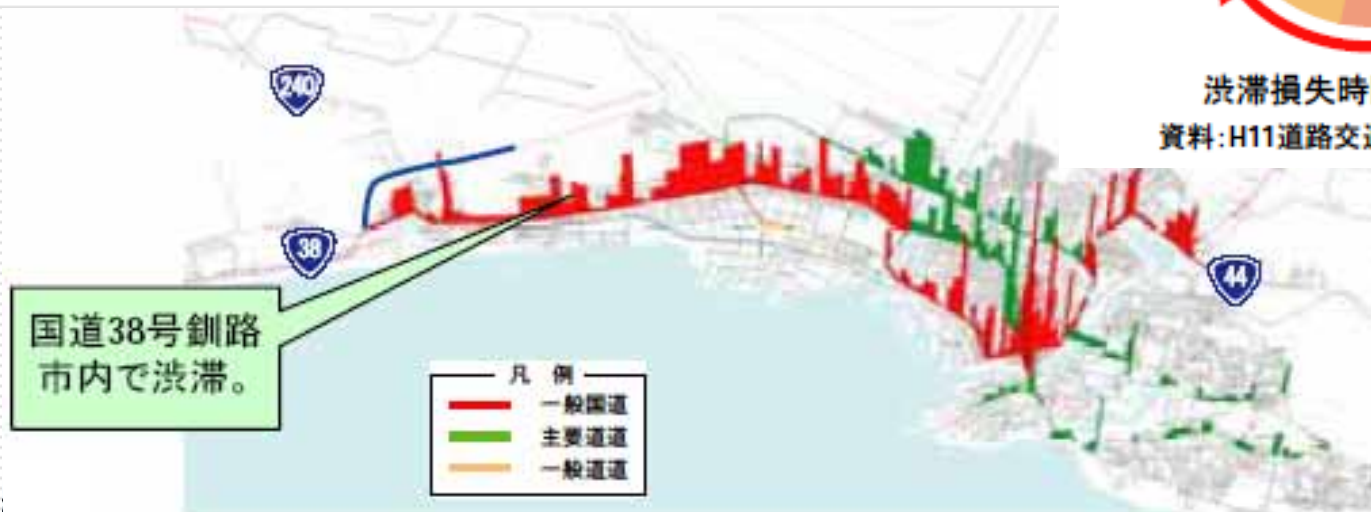 240
渋滞損失時
資料:H11道路交通
38
44
国道38号釧路
市内で渋滞。
凡 例
一般国道
主要道道
一般道道